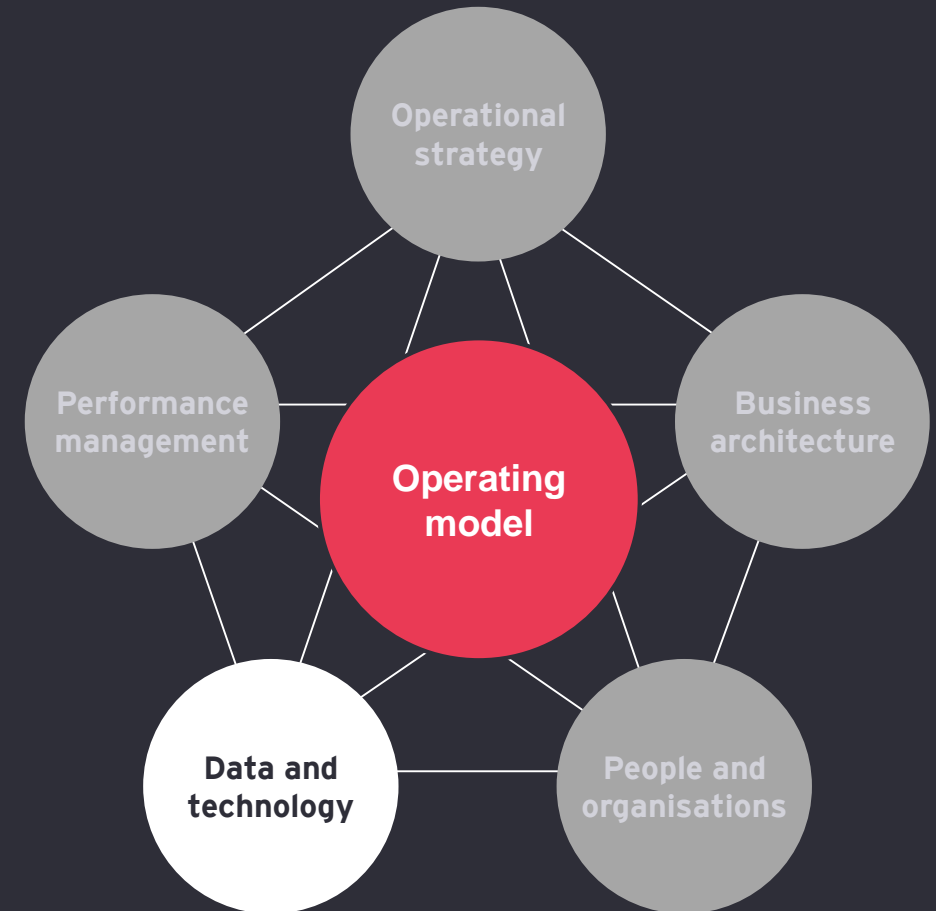 Operational
strategy
Performance
management
Business
architecture
Operating
model
Data and
technology
People and
organisations